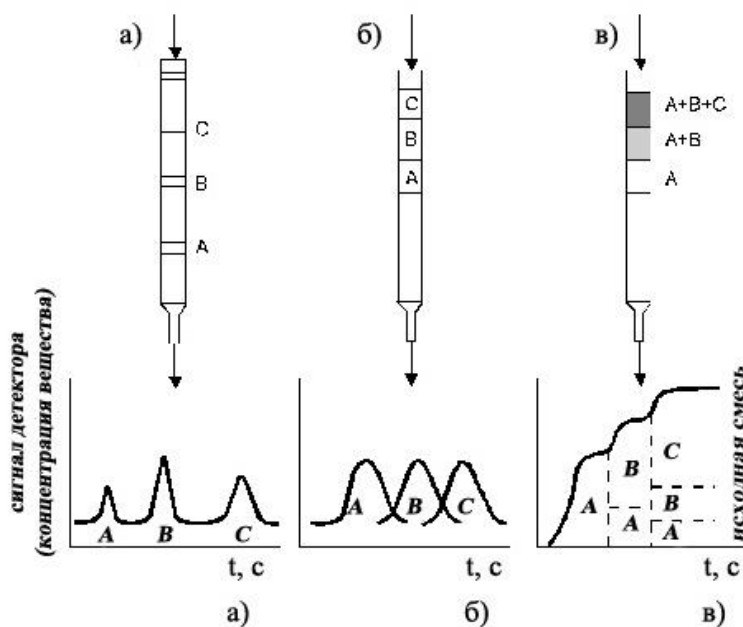 а)
C
B
A
б)
C
B
A
в)
A+B+C
A+B
A
сигнал детектора
(концентрация вещества)
A B C
t, c
а)
A B C
t, c
б)
A
B
A
C
B
A
исходная смесь
t, c
в)